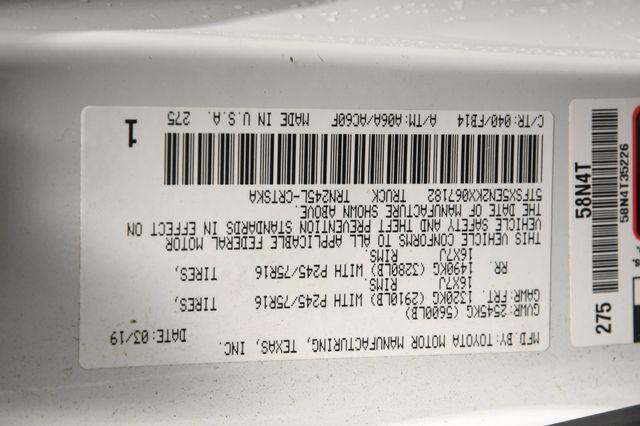 MFD.BY: TOYOTA MOTOR MANUFACTURING, TEXAS, INC.
DATE: 03/19
GVWR:2545KG (5600LB)
GAWR:FRT. 1320KG (2910LB) WITH P245/75R16 TIRES,
16X7J RIMS
RR. 1490KG (3280LB) WITH P245/75R16 TIRES,
16X7J RIMS
THIS VEHICLE CONFORMS TO ALL APPLICABLE FEDERAL MOTOR
VEHICLE SAFETY AND THEFT PREVENTION STANDARDS IN EFFECT ON
THE DATE OF MANUFACTURE SHOWN ABOVE.
5TFSX5EN2KX067182 TRUCK TRN245L-CRTSKA
C/TR:040/FB14 A/TM:A06A/AC60F MADE IN U.S.A. 275
1
275 58N4T
58N4T35226